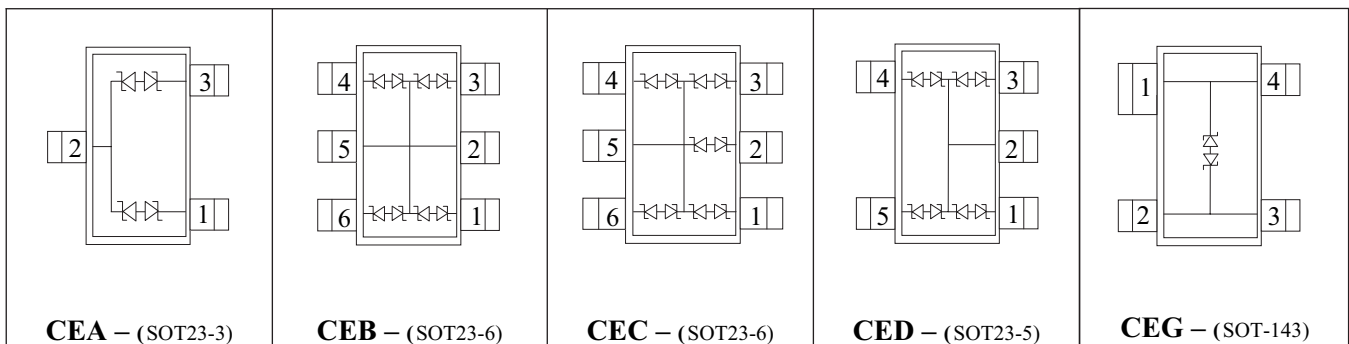 3
2
1
CEA – (SOT23-3)
4 3
5 2
6 1
CEB – (SOT23-6)
4 3
5 2
6 1
CEC – (SOT23-6)
4 3
2
5 1
CED – (SOT23-5)
1 4
2 3
CEG – (SOT-143)